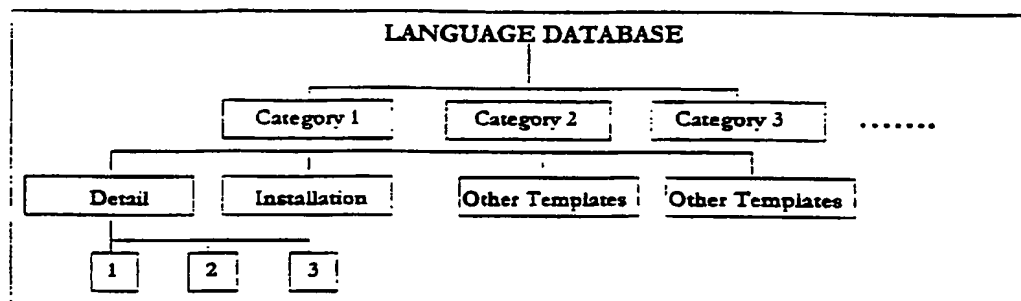 LANGUAGE DATABASE
Category 1 Category 2 Category 3 .......
Detail Installation Other Templates Other Templates
1 2 3